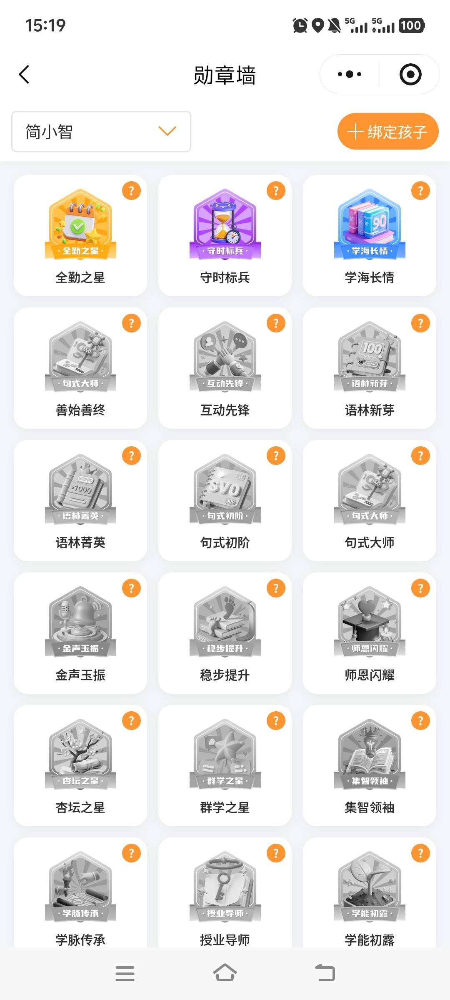 15:19
5G 5G 100
勋章墙
简小智
绑定孩子
? ? ?
90
·全勤之星· ·守时标兵· ·学海长情·
全勤之星 守时标兵 学海长情
? ? ?
SVO 1000 100 words
·句式大师· ·互动先锋· ·语林新芽·
善始善终 互动先锋 语林新芽
? ? ?
WORDS 1000 SVO 100 SVO 1000
·语林菁英· ·句式初阶· ·句式大师·
语林菁英 句式初阶 句式大师
? ? ?
·金声玉振· ·稳步提升· ·师恩闪耀·
金声玉振 稳步提升 师恩闪耀
? ? ?
·杏坛之星· ·群学之星· ·集智领袖·
杏坛之星 群学之星 集智领袖
? ? ?
·学脉传承· ·授业导师· ·学能初露·
学脉传承 授业导师 学能初露